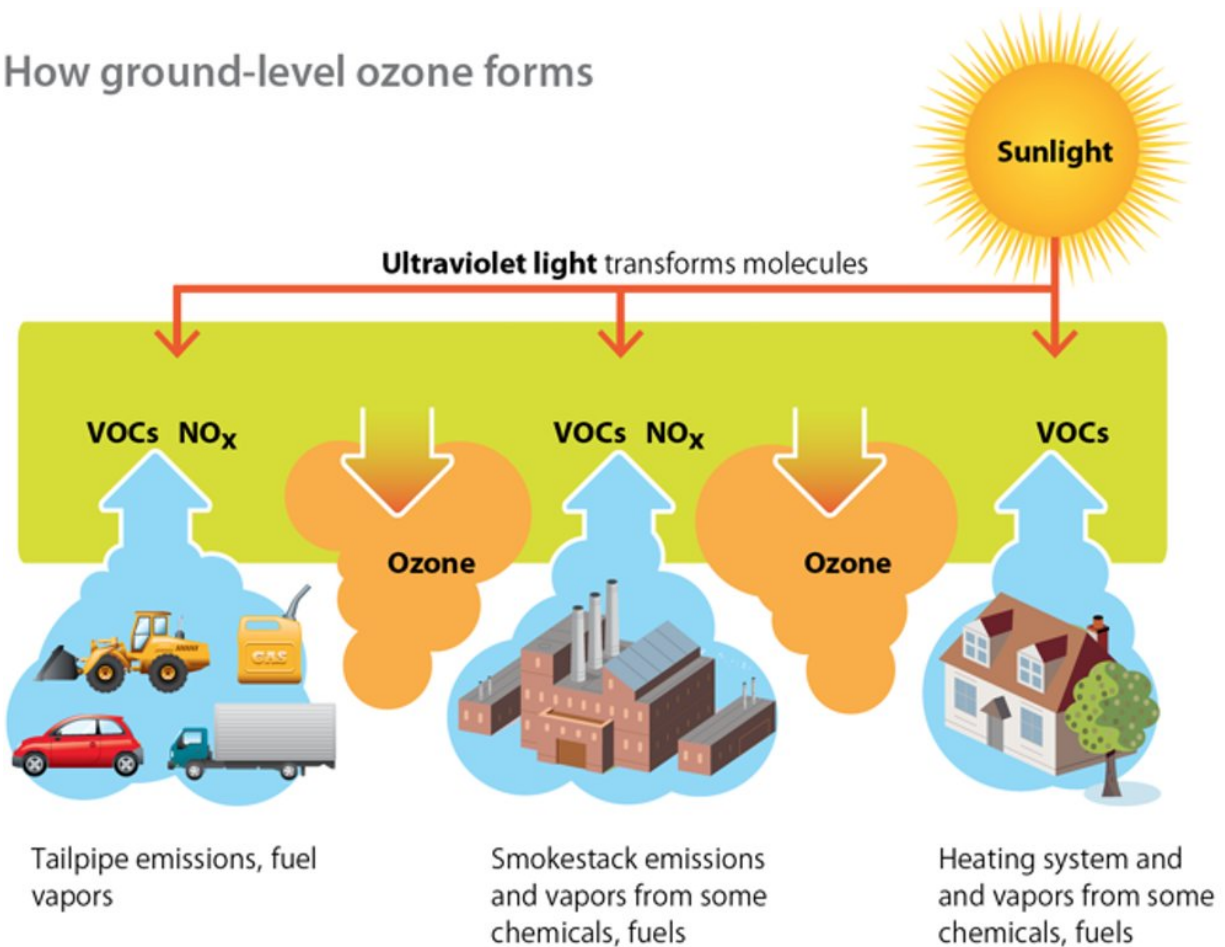 How ground-level ozone forms
Sunlight
Ultraviolet light transforms molecules
VOCs NOx
VOCs NOx
VOCs
Ozone
Ozone
GAS
Tailpipe emissions, fuel
vapors
Smokestack emissions
and vapors from some
chemicals, fuels
Heating system and
and vapors from some
chemicals, fuels